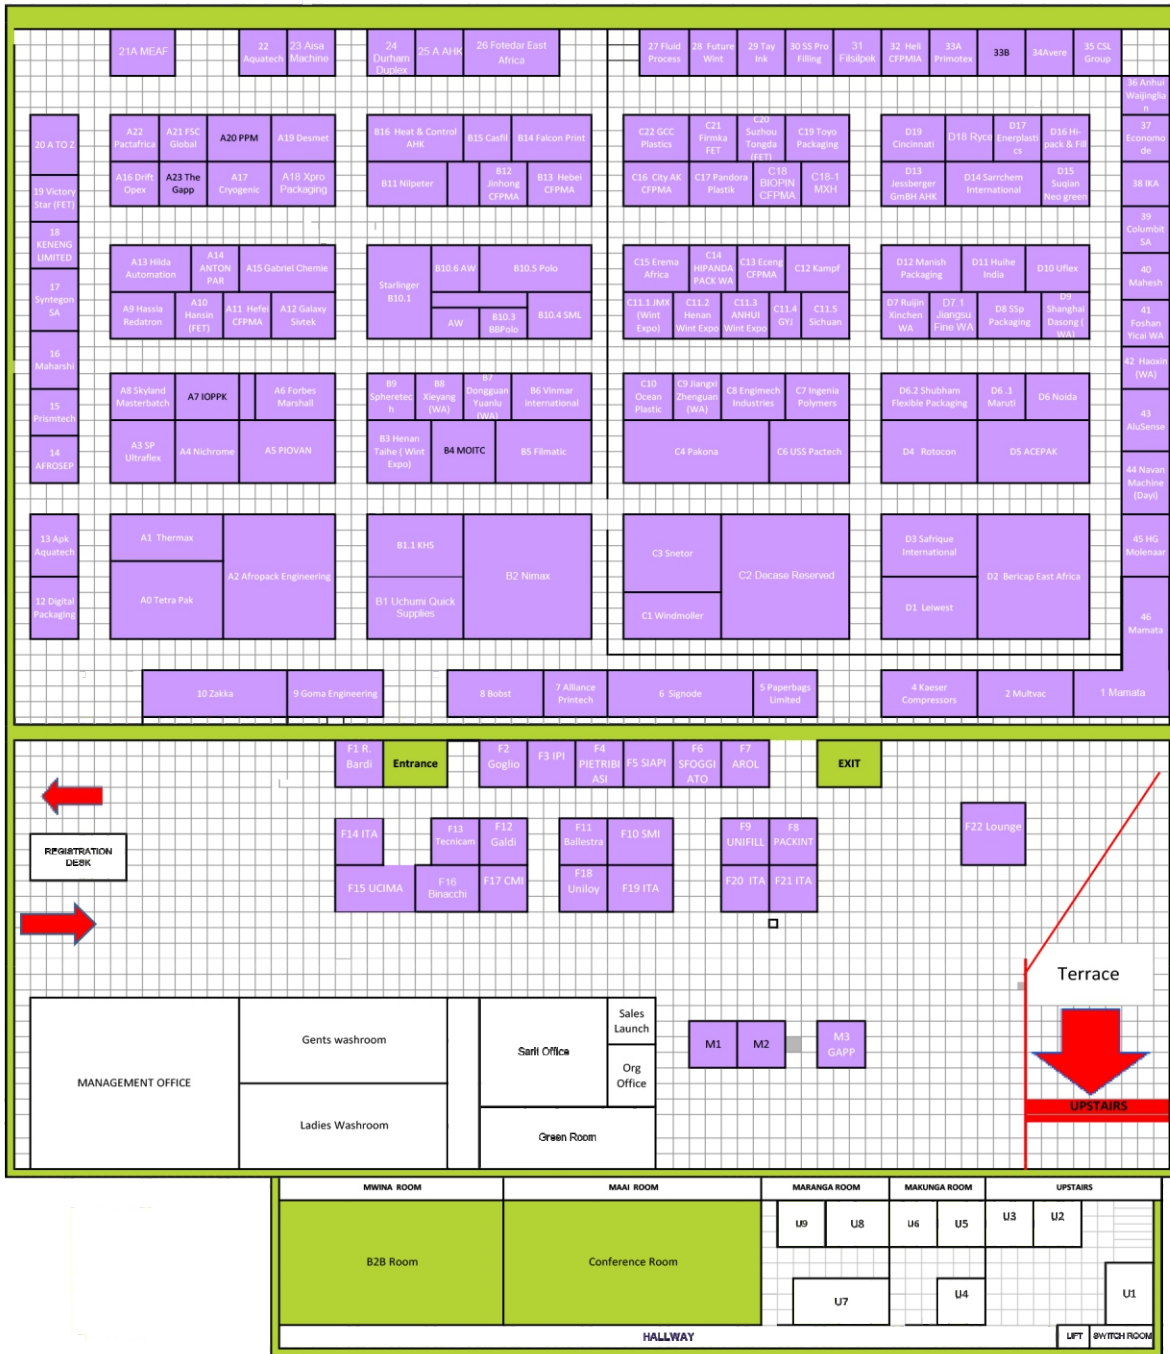 21A MEAF
22
Aquatech
23 Aisa
Machine
24
Durham
Duplex
25 A AHK
26 Fotedar East
Africa
27 Fluid
Process
28 Future
Wint
29 Tay
Ink
30 SS Pro
Filling
31
Filsilpek
32 Heli
CFPMIA
33A
Primotex
33B
34Avere
35 CSL
Group
36 Anhui
Waijinglia
n
20 A TO Z
A22
Pactafrica
A21 FSC
Global
A20 PPM
A19 Desmet
B16 Heat & Control
AHK
B15 Casfil
B14 Falcon Print
C22 GCC
Plastics
C21
Firmka
FET
C20
Suzhou
Tongda
(FET)
C19 Toyo
Packaging
D19
Cincinnati
D18 Ryce
D17
Enerplasti
cs
D16 Hi-
pack & Fill
37
Economo
de
19 Victory
Star (FET)
A16 Drift
Opex
A23 The
Gapp
A17
Cryogenic
A18 Xpro
Packaging
B11 Nilpeter
B12
Jinhong
CFPMA
B13 Hebei
CFPMA
C16 City AK
CFPMA
C17 Pandora
Plastik
C18
BIOPIN
CFPMA
C18-1
MXH
D13
Jessberger
GmBH AHK
D14 Sarrchem
International
D15
Suqian
Neo green
38 IKA
18
KENENG
LIMITED
39
Columbit
SA
17
Syntegon
SA
A13 Hilda
Automation
A14
ANTON
PAR
A15 Gabriel Chemie
Starlinger
B10.1
B10.6 AW
B10.5 Polo
C15 Erema
Africa
C14
HIPANDA
PACK WA
C13 Eceng
CFPMA
C12 Kampf
D12 Manish
Packaging
D11 Huihe
India
D10 Uflex
40
Mahesh
A9 Hassia
Redatron
A10
Hansin
(FET)
A11 Hefei
CFPMA
A12 Galaxy
Sivtek
AW
B10.3
BBPolo
B10.4 SML
C11.1 JMX
(Wint
Expo)
C11.2
Henan
Wint Expo
C11.3
ANHUI
Wint Expo
C11.4
GYJ
C11.5
Sichuan
D7 Ruijin
Xinchen
WA
D7.1
Jiangsu
Fine WA
D8 SSp
Packaging
D9
Shanghai
Dasong (
WA)
41
Foshan
Yicai WA
16
Maharshi
42 Haoxin
(WA)
15
Prismtech
A8 Skyland
Masterbatch
A7 IOPPK
A6 Forbes
Marshall
B9
Spheretec
h
B8
Xieyang
(WA)
B7
Dongguan
Yuanlu
(WA)
B6 Vinmar
International
C10
Ocean
Plastic
C9 Jiangxi
Zhenguan
(WA)
C8 Engimech
Industries
C7 Ingenia
Polymers
D6.2 Shubham
Flexible Packaging
D6 .1
Maruti
D6 Noida
43
AluSense
14
AFROSEP
A3 SP
Ultraflex
A4 Nichrome
A5 PIOVAN
B3 Henan
Taihe ( Wint
Expo)
B4 MOITC
B5 Filmatic
C4 Pakona
C6 USS Pactech
D4 Rotocon
D5 ACEPAK
44 Navan
Machine
(Dayi)
13 Apk
Aquatech
A1 Thermax
A2 Afropack Engineering
B1.1 KHS
B2 Nimax
C3 Snetor
C2 Decase Reserved
D3 Safrique
International
D2 Bericap East Africa
45 HG
Molenaar
12 Digital
Packaging
A0 Tetra Pak
B1 Uchumi Quick
Supplies
C1 Windmoller
D1 Leiwest
46
Mamata
10 Zakka
9 Goma Engineering
8 Bobst
7 Alliance
Printech
6 Signode
5 Paperbags
Limited
4 Kaeser
Compressors
2 Multvac
1 Mamata
F1 R.
Bardi
Entrance
F2
Goglio
F3 IPI
F4
PIETRIBI
ASI
F5 SIAPI
F6
SFOGGI
ATO
F7
AROL
EXIT
REGISTRATION
DESK
F14 ITA
F13
Tecnicam
F12
Galdi
F11
Ballestra
F10 SMI
F9
UNIFILL
F8
PACKINT
F22 Lounge
F15 UCIMA
F16
Binacchi
F17 CMI
F18
Uniloy
F19 ITA
F20 ITA
F21 ITA
Terrace
UPSTAIRS
MANAGEMENT OFFICE
Gents washroom
Ladies Washroom
Sarit Office
Sales
Launch
Org
Office
Green Room
M1
M2
M3
GAPP
MWINA ROOM
MAAI ROOM
MARANGA ROOM
MAKUNGA ROOM
UPSTAIRS
B2B Room
Conference Room
U9
U8
U6
U5
U3
U2
U7
U4
U1
HALLWAY
LIFT
SWITCH ROOM